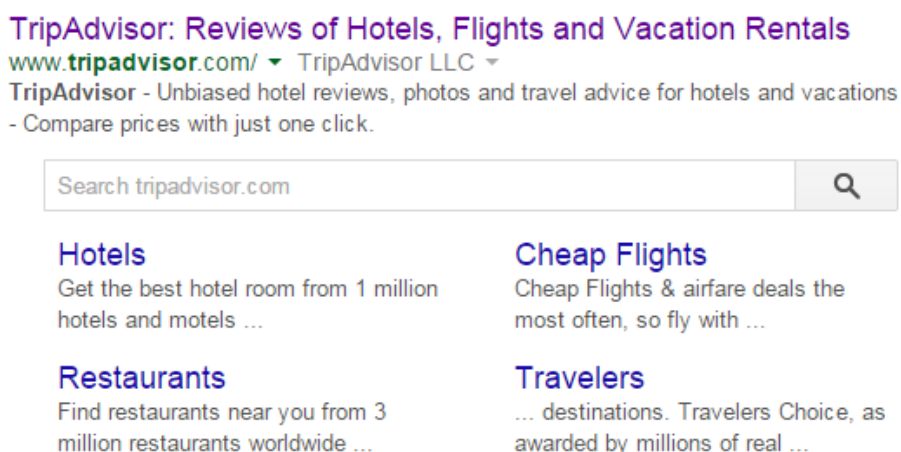 TripAdvisor: Reviews of Hotels, Flights and Vacation Rentals
www.tripadvisor.com/ TripAdvisor LLC
TripAdvisor - Unbiased hotel reviews, photos and travel advice for hotels and vacations
- Compare prices with just one click.
Search tripadvisor.com
Hotels
Get the best hotel room from 1 million
hotels and motels ...
Cheap Flights
Cheap Flights & airfare deals the
most often, so fly with ...
Restaurants
Find restaurants near you from 3
million restaurants worldwide ...
Travelers
... destinations. Travelers Choice, as
awarded by millions of real ...